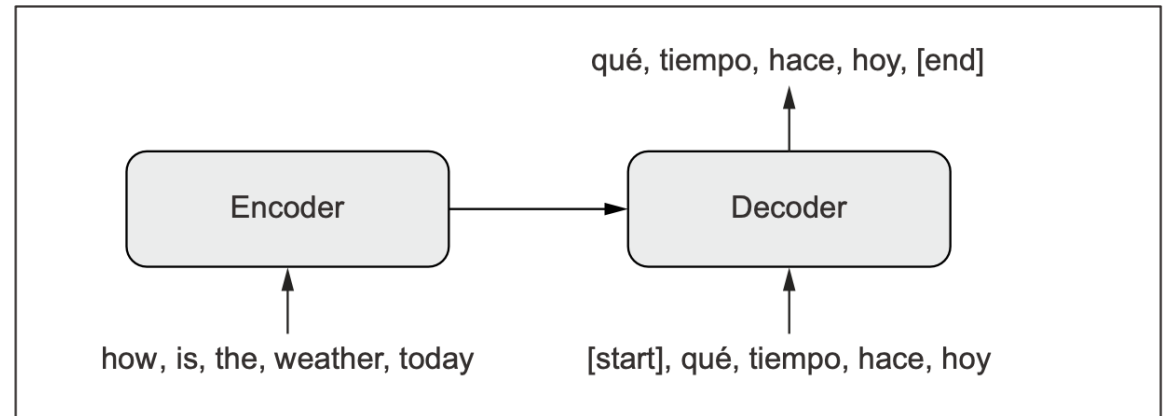 qué, tiempo, hace, hoy, [end]
Encoder
Decoder
how, is, the, weather, today
[start], qué, tiempo, hace, hoy